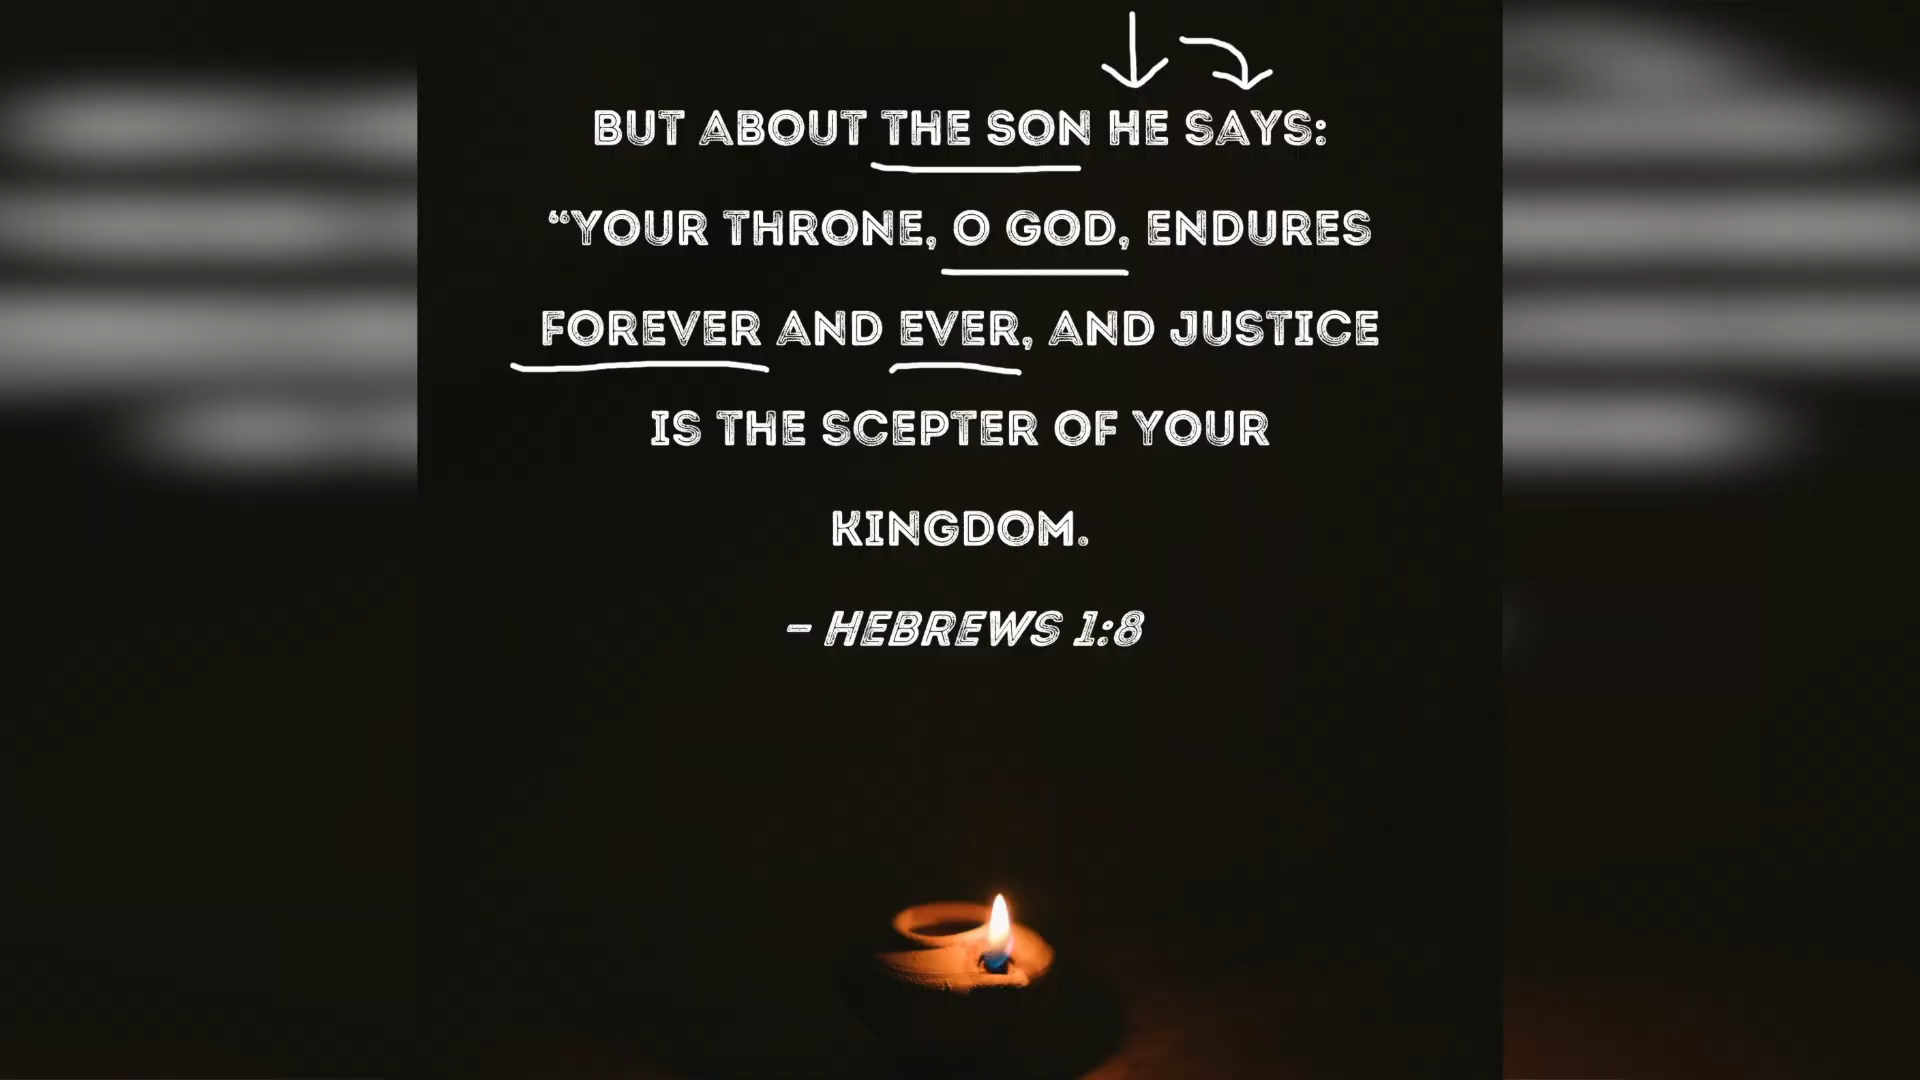 BUT ABOUT THE SON HE SAYS:
“YOUR THRONE, O GOD, ENDURES
FOREVER AND EVER, AND JUSTICE
IS THE SCEPTER OF YOUR
KINGDOM.
– HEBREWS 1:8